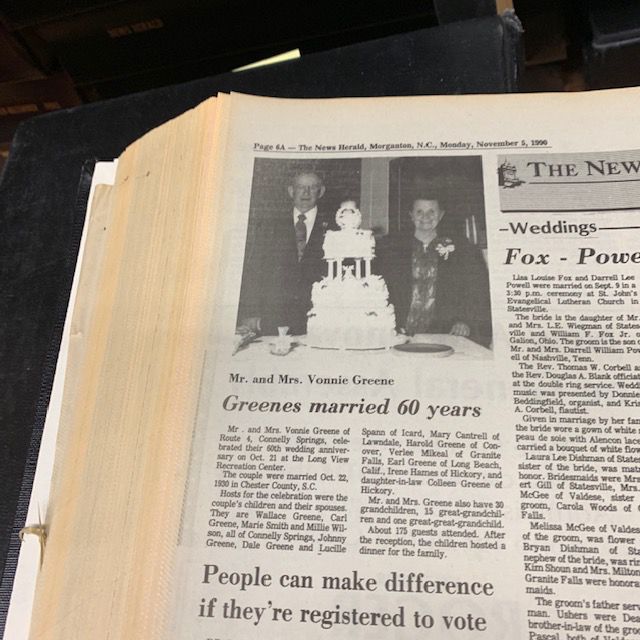 Page 6A — The News Herald, Morganton, N.C., Monday, November 5, 1990
Mr. and Mrs. Vonnie Greene
Greenes married 60 years
Mr . and Mrs. Vonnie Greene of
Route 4, Connelly Springs, cele-
brated their 60th wedding anniver-
sary on Oct. 21 at the Long View
Recreation Center.
The couple were married Oct. 22,
1930 in Chester County, S.C.
Hosts for the celebration were the
couple's children and their spouses.
They are Wallace Greene, Carl
Greene, Marie Smith and Millie Wil-
son, all of Connelly Springs, Johnny
Greene, Dale Greene and Lucille
Spann of Icard, Mary Cantrell of
Lawndale, Harold Greene of Con-
over, Verlee Mikeal of Granite
Falls, Earl Greene of Long Beach,
Calif., Irene Hames of Hickory, and
daughter-in-law Colleen Greene of
Hickory.
Mr. and Mrs. Greene also have 30
grandchildren, 15 great-grandchil-
ren and one great-great-grandchild.
About 175 guests attended. After
the reception, the children hosted a
dinner for the family.
People can make difference
if they're registered to vote
THE NEW
Weddings
Fox - Powe
Lisa Louise Fox and Darrell Lee
Powell were married on Sept. 9 in a
3:30 p.m. ceremony at St. John's
Evangelical Lutheran Church in
Statesville.
The bride is the daughter of Mr.
and Mrs. L.E. Wiegman of States
ville and William F. Fox Jr. o
Galion, Ohio. The groom is the son o
Mr. and Mrs. Darrell William Pow
ell of Nashville, Tenn.
The Rev. Thomas W. Corbell a
the Rev. Douglas A. Blank officiat
at the double ring service. Wedd
music was presented by Donnie
Beddingfield, organist, and Kris
A. Corbell, flautist.
Given in marriage by her fan
the bride wore a gown of white s
peau de soie with Alencon lace
carried a bouquet of white flow
Laura Lee Dishman of States
sister of the bride, was mat
honor. Bridesmaids were Mrs
ert Gill of Statesville, Mrs.
McGee of Valdese, sister
groom, Carola Woods of
Falls.
Melissa McGee of Valdes
of the groom, was flower
Bryan Dishman of Sta
nephew of the bride, was rin
Kim Shoun and Mrs. Milton
Granite Falls were honora
maids.
The groom's father serv
man. Ushers were De
brother-in-law of the gro
Pascal both of